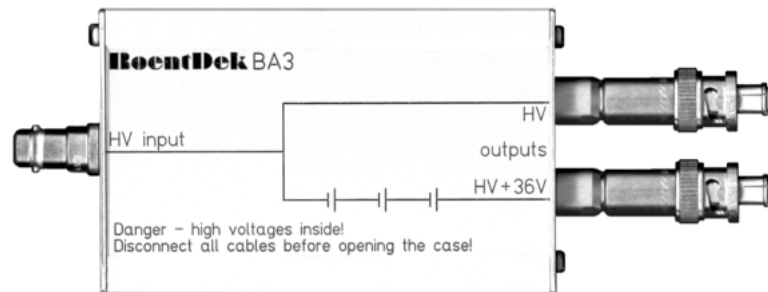 RoentDek BA3
HV
HV input
outputs
HV+36V
Danger - high voltages inside!
Disconnect all cables before opening the case!